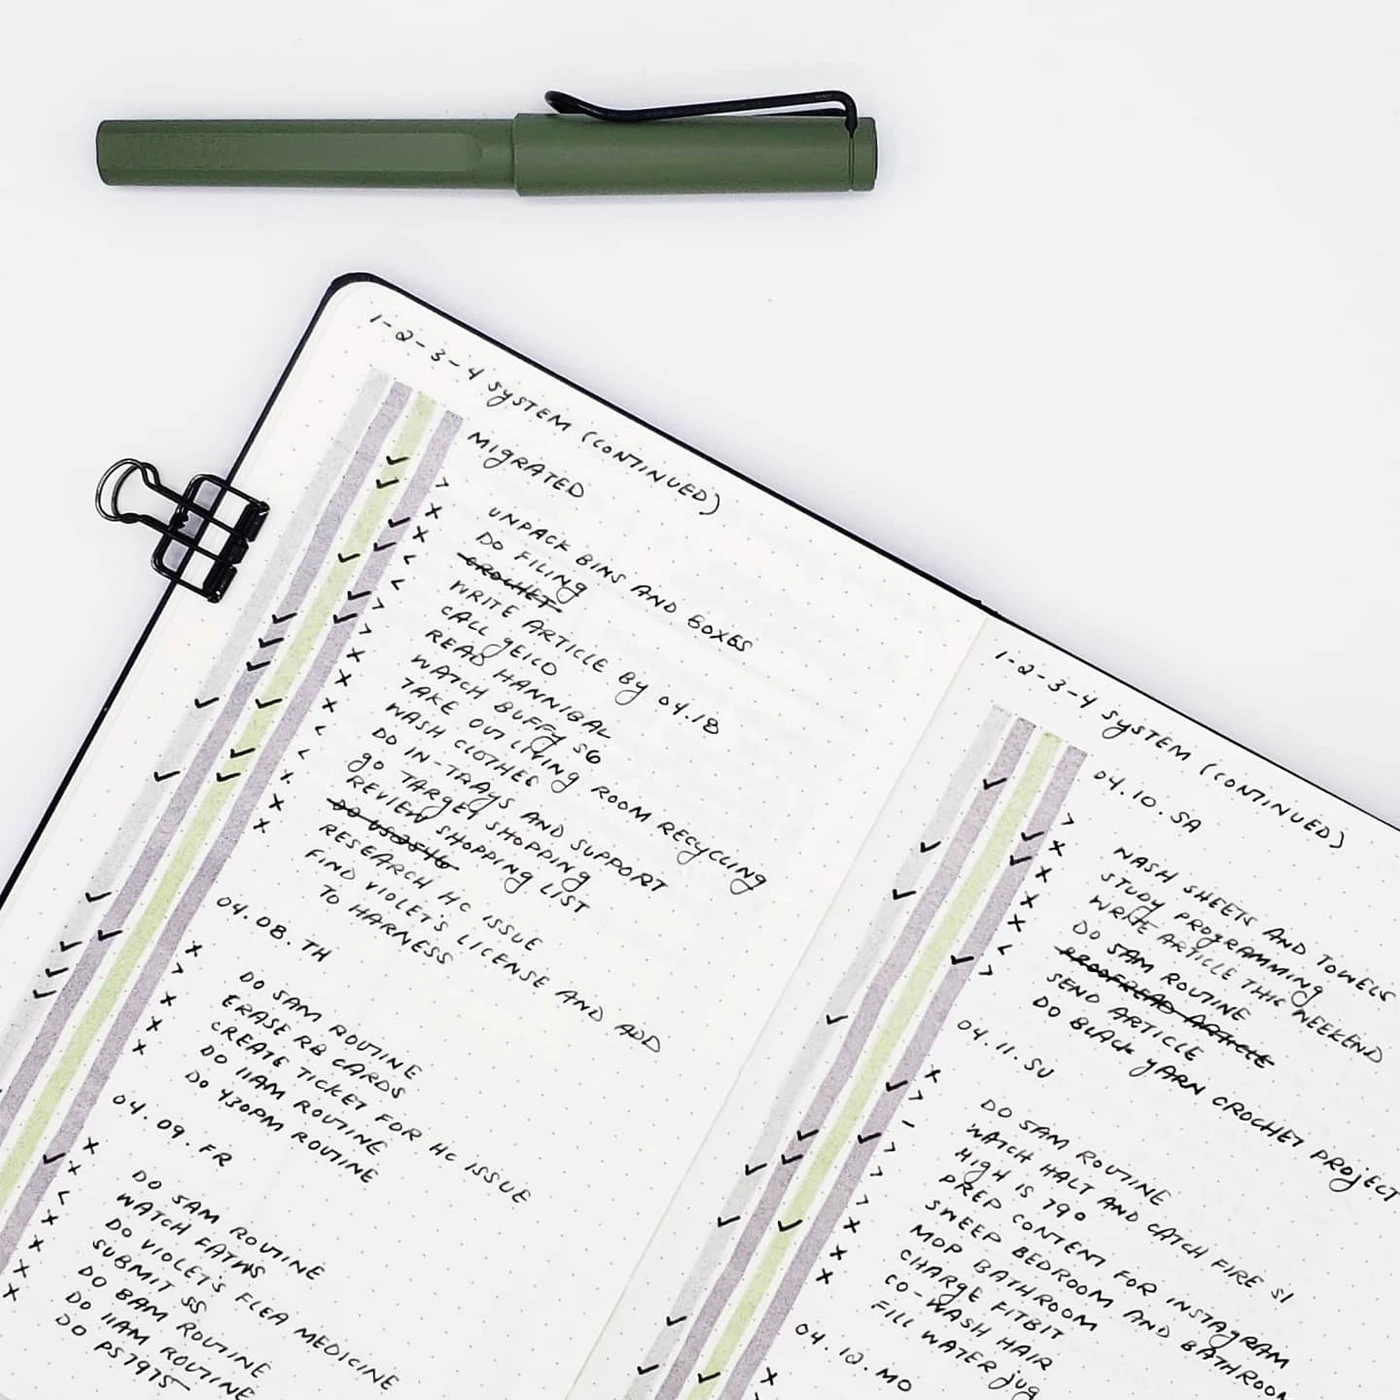 1-2-3-4 SYSTEM (CONTINUED)
MIGRATED
UNPACK BINS AND BOXES
DO FILING
CROCHET
WRITE ARTICLE BY 04.18
CALL GEICO
READ HANNIBAL
WATCH BUFFY S6
TAKE OUT LIVING ROOM RECYCLING
WASH CLOTHES
DO IN-TRAYS AND SUPPORT
GO TARGET SHOPPING
REVIEW SHOPPING LIST
DO
RESEARCH HC ISSUE
FIND VIOLET'S LICENSE AND ADD
TO HARNESS
04.08.TH
DO 5AM ROUTINE
ERASE RB CARDS
CREATE TICKET FOR HC ISSUE
DO 11AM ROUTINE
DO 430PM ROUTINE
04.09.FR
DO 5AM ROUTINE
WATCH FATWS
DO VIOLET'S FLEA MEDICINE
SUBMIT SS
DO 8AM ROUTINE
DO 11AM ROUTINE
DO PS7975
1-2-3-4 SYSTEM (CONTINUED)
04.10.SA
WASH SHEETS AND TOWELS
STUDY PROGRAMMING
WRITE ARTICLE THIS WEEKEND
DO 5AM ROUTINE
PROOFREAD ARTICLE
SEND ARTICLE
DO BLACK YARN CROCHET PROJECT
04.11.SU
DO 5AM ROUTINE
WATCH HALT AND CATCH FIRE S1
HIGH IS 79°
PREP CONTENT FOR INSTAGRAM
SWEEP BEDROOM AND BATHROOM
MOP BATHROOM
CHARGE FITBIT
CO-WASH HAIR
FILL WATER JUG
04.12.MO